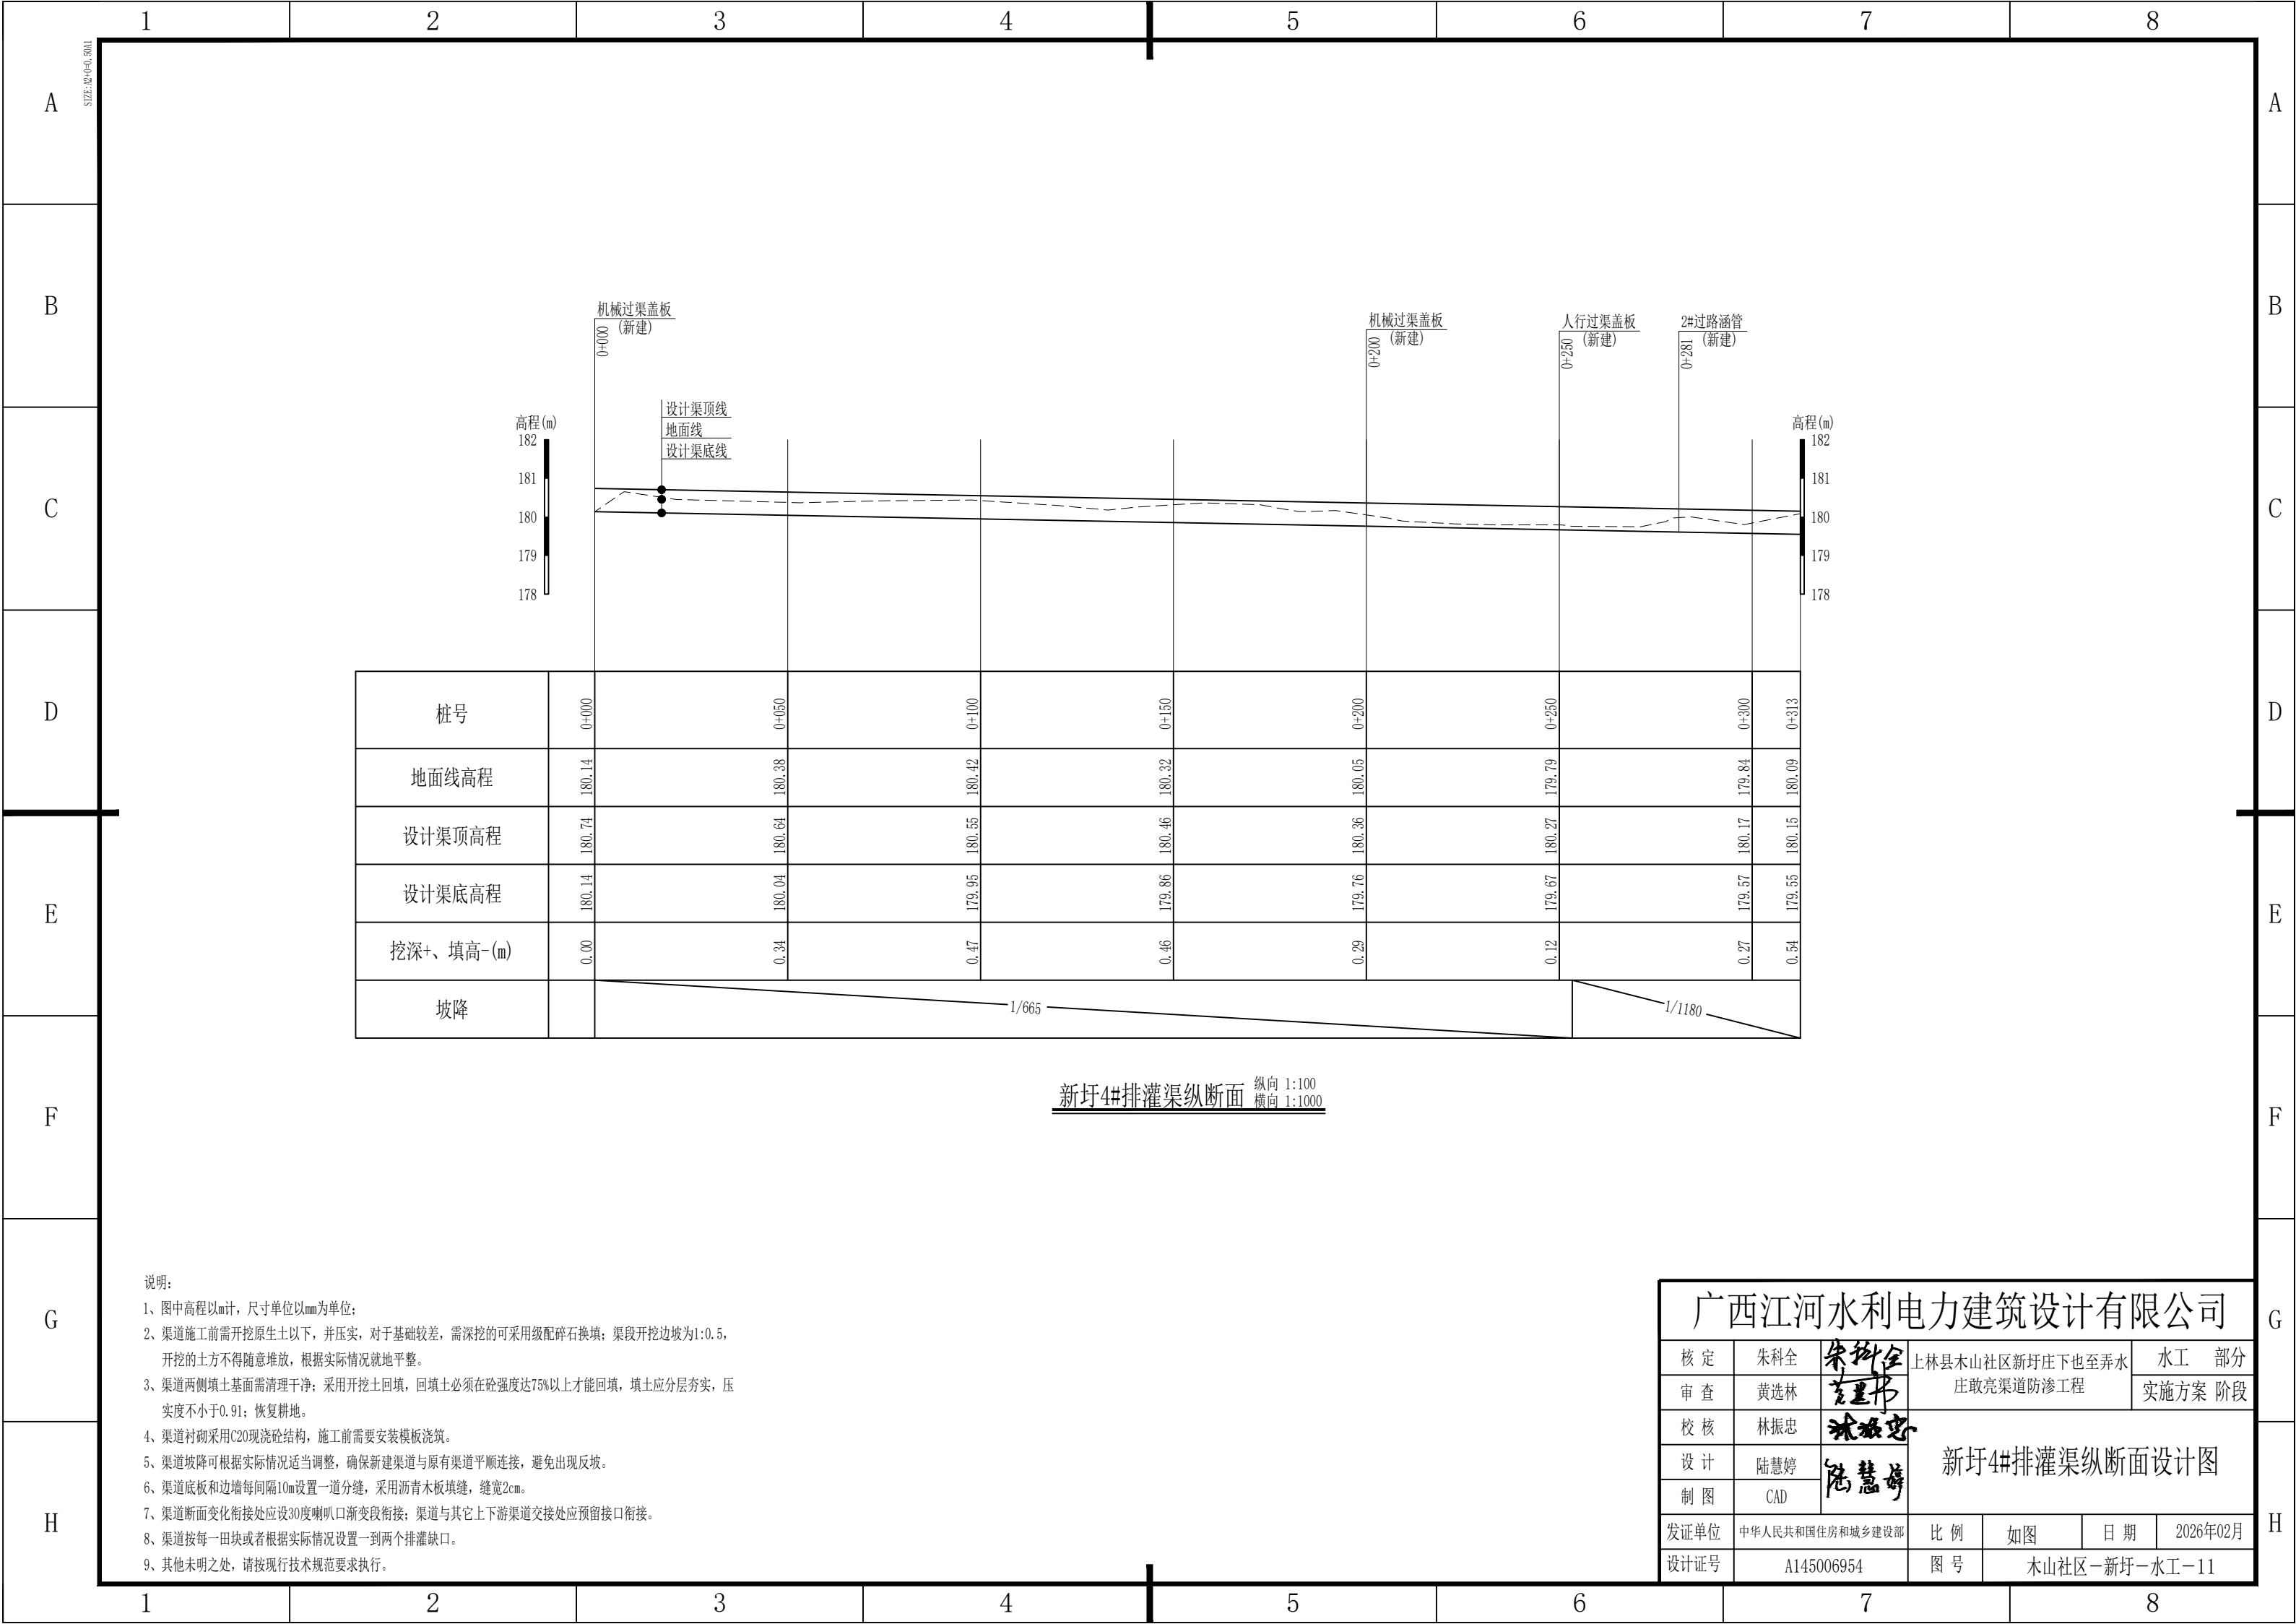 1 2 3 4 5 6 7 8
SIZE:A2+0=0.50A1
A A
B B
C C
D D
E E
F F
G G
H H
机械过渠盖板
(新建)
0+000
机械过渠盖板
(新建)
0+200
人行过渠盖板
(新建)
0+250
2#过路涵管
(新建)
0+281
设计渠顶线
地面线
设计渠底线
高程(m)
182
181
180
179
178
高程(m)
182
181
180
179
178
桩号 0+000 0+050 0+100 0+150 0+200 0+250 0+300 0+313
地面线高程 180.14 180.38 180.42 180.32 180.05 179.79 179.84 180.09
设计渠顶高程 180.74 180.64 180.55 180.46 180.36 180.27 180.17 180.15
设计渠底高程 180.14 180.04 179.95 179.86 179.76 179.67 179.57 179.55
挖深+、填高-(m) 0.00 0.34 0.47 0.46 0.29 0.12 0.27 0.54
坡降 1/665 1/1180
新圩4#排灌渠纵断面 纵向 1:100
横向 1:1000
说明:
1、图中高程以m计，尺寸单位以mm为单位;
2、渠道施工前需开挖原生土以下，并压实，对于基础较差，需深挖的可采用级配碎石换填；渠段开挖边坡为1:0.5，
开挖的土方不得随意堆放，根据实际情况就地平整。
3、渠道两侧填土基面需清理干净；采用开挖土回填，回填土必须在砼强度达75%以上才能回填，填土应分层夯实，压
实度不小于0.91；恢复耕地。
4、渠道衬砌采用C20现浇砼结构，施工前需要安装模板浇筑。
5、渠道坡降可根据实际情况适当调整，确保新建渠道与原有渠道平顺连接，避免出现反坡。
6、渠道底板和边墙每间隔10m设置一道分缝，采用沥青木板填缝，缝宽2cm。
7、渠道断面变化衔接处应设30度喇叭口渐变段衔接；渠道与其它上下游渠道交接处应预留接口衔接。
8、渠道按每一田块或者根据实际情况设置一到两个排灌缺口。
9、其他未明之处，请按现行技术规范要求执行。
广西江河水利电力建筑设计有限公司
核 定 朱科全 朱科全
审 查 黄选林
校 核 林振忠 林振忠
设 计 陆慧婷 陆慧婷
制 图 CAD
上林县木山社区新圩庄下也至弄水
庄敢亮渠道防渗工程
水工 部分
实施方案 阶段
新圩4#排灌渠纵断面设计图
发证单位 中华人民共和国住房和城乡建设部 比 例 如图 日 期 2026年02月
设计证号 A145006954 图 号 木山社区－新圩－水工－11
1 2 3 4 5 6 7 8